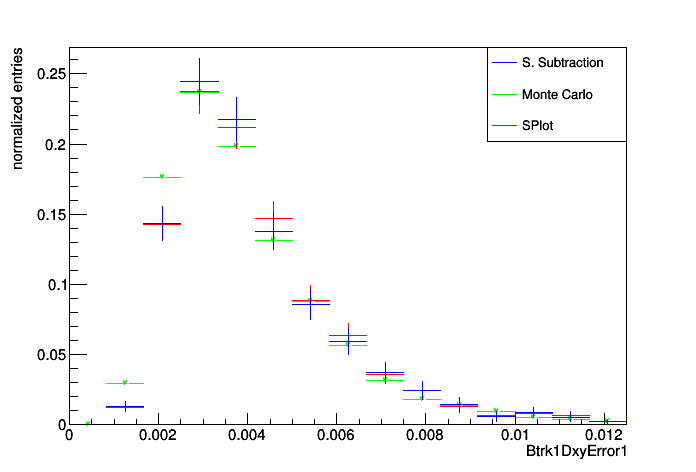 normalized entries
0.25
0.2
0.15
0.1
0.05
0
S. Subtraction
Monte Carlo
SPlot
0 0.002 0.004 0.006 0.008 0.01 0.012
Btrk1DxyError1